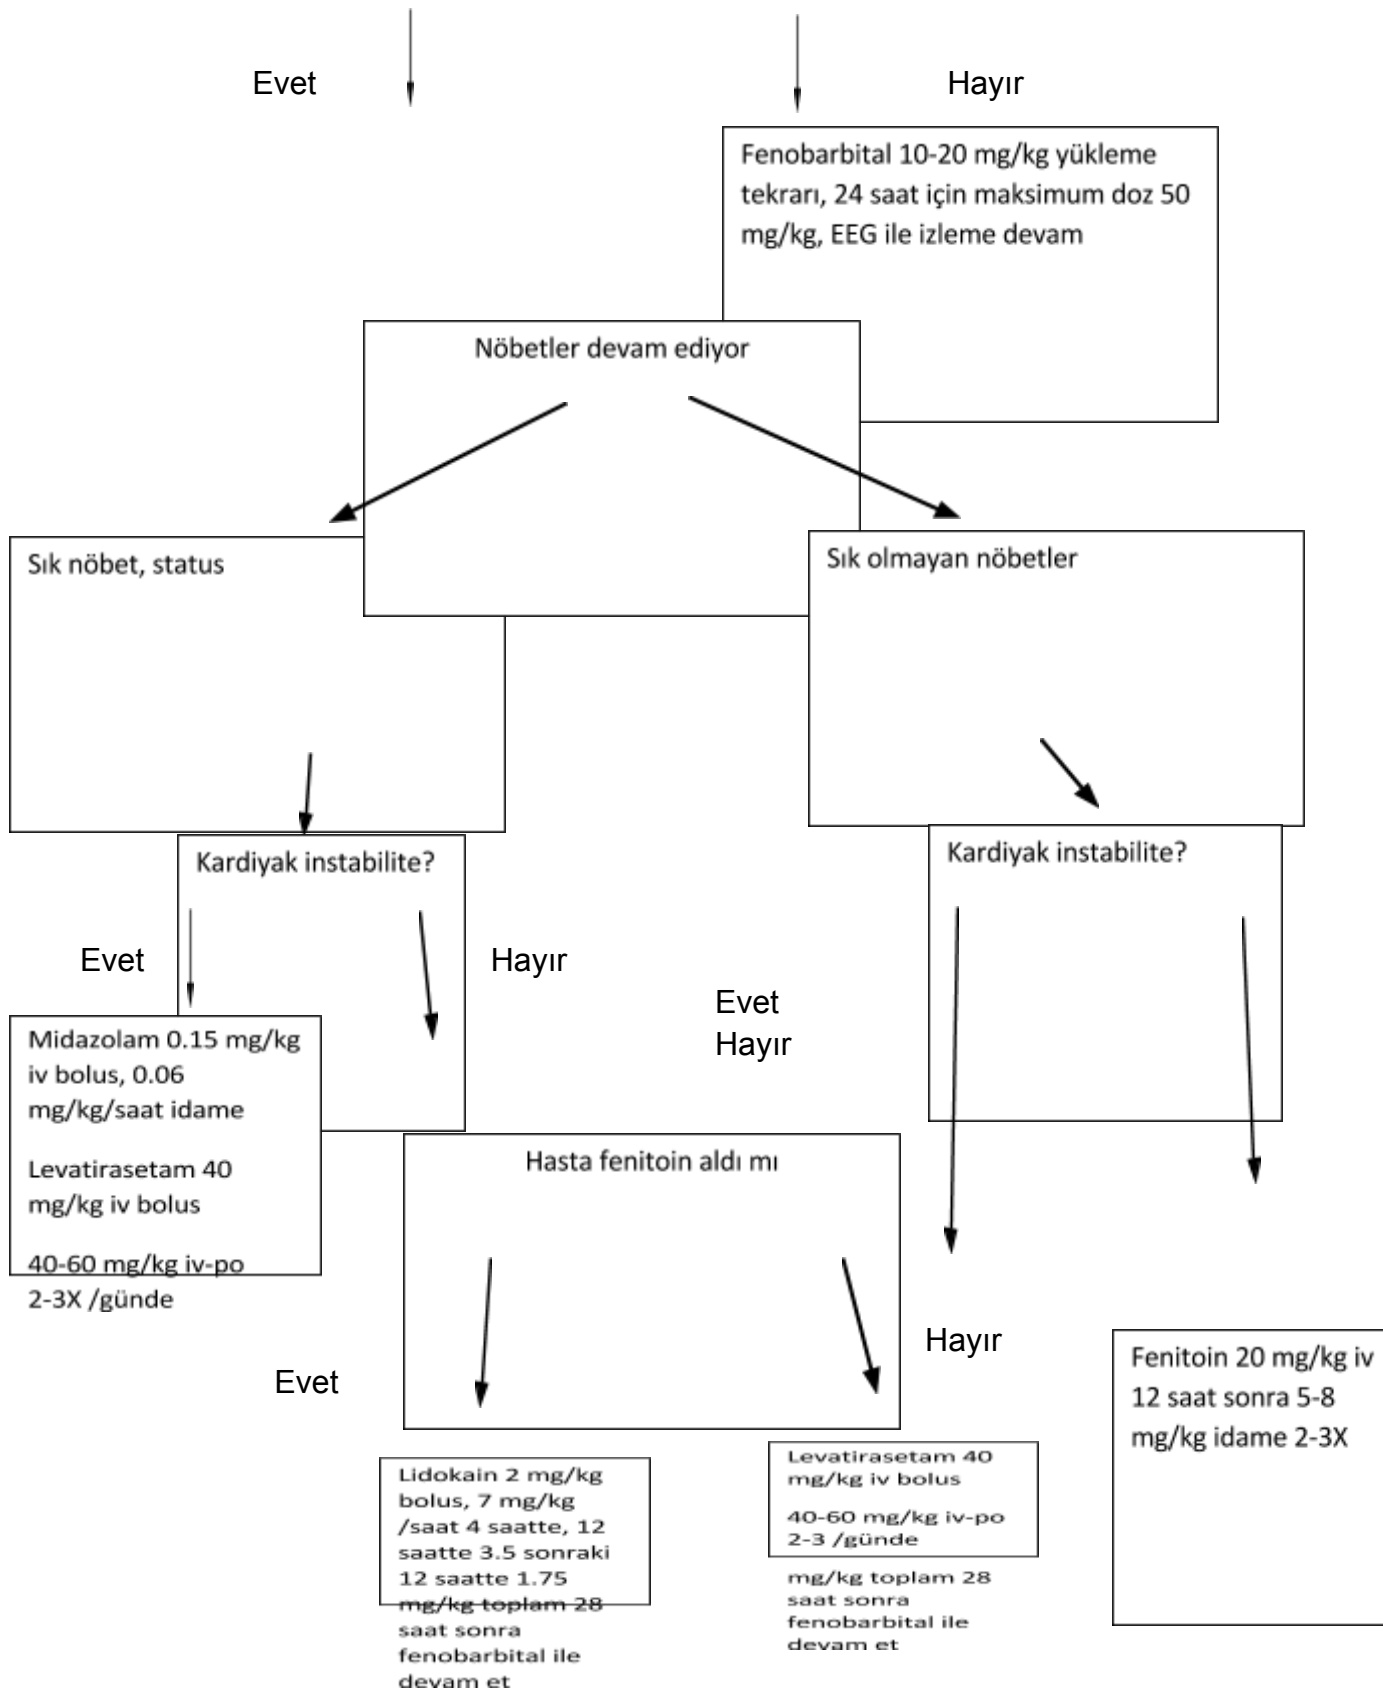 Evet
Hayır
Fenobarbital 10-20 mg/kg yükleme
tekrarı, 24 saat için maksimum doz 50
mg/kg, EEG ile izleme devam
Nöbetler devam ediyor
Sık nöbet, status
Sık olmayan nöbetler
Kardiyak instabilite?
Kardiyak instabilite?
Evet
Hayır
Evet
Hayır
Midazolam 0.15 mg/kg
iv bolus, 0.06
mg/kg/saat idame
Levatirasetam 40
mg/kg iv bolus
40-60 mg/kg iv-po
2-3X /günde
Hasta fenitoin aldı mı
Evet
Hayır
Fenitoin 20 mg/kg iv
12 saat sonra 5-8
mg/kg idame 2-3X
Lidokain 2 mg/kg
bolus, 7 mg/kg
/saat 4 saatte, 12
saatte 3.5 sonraki
12 saatte 1.75
mg/kg toplam 28
saat sonra
fenobarbital ile
devam et
Levatirasetam 40
mg/kg iv bolus
40-60 mg/kg iv-po
2-3 /günde
mg/kg toplam 28
saat sonra
fenobarbital ile
devam et